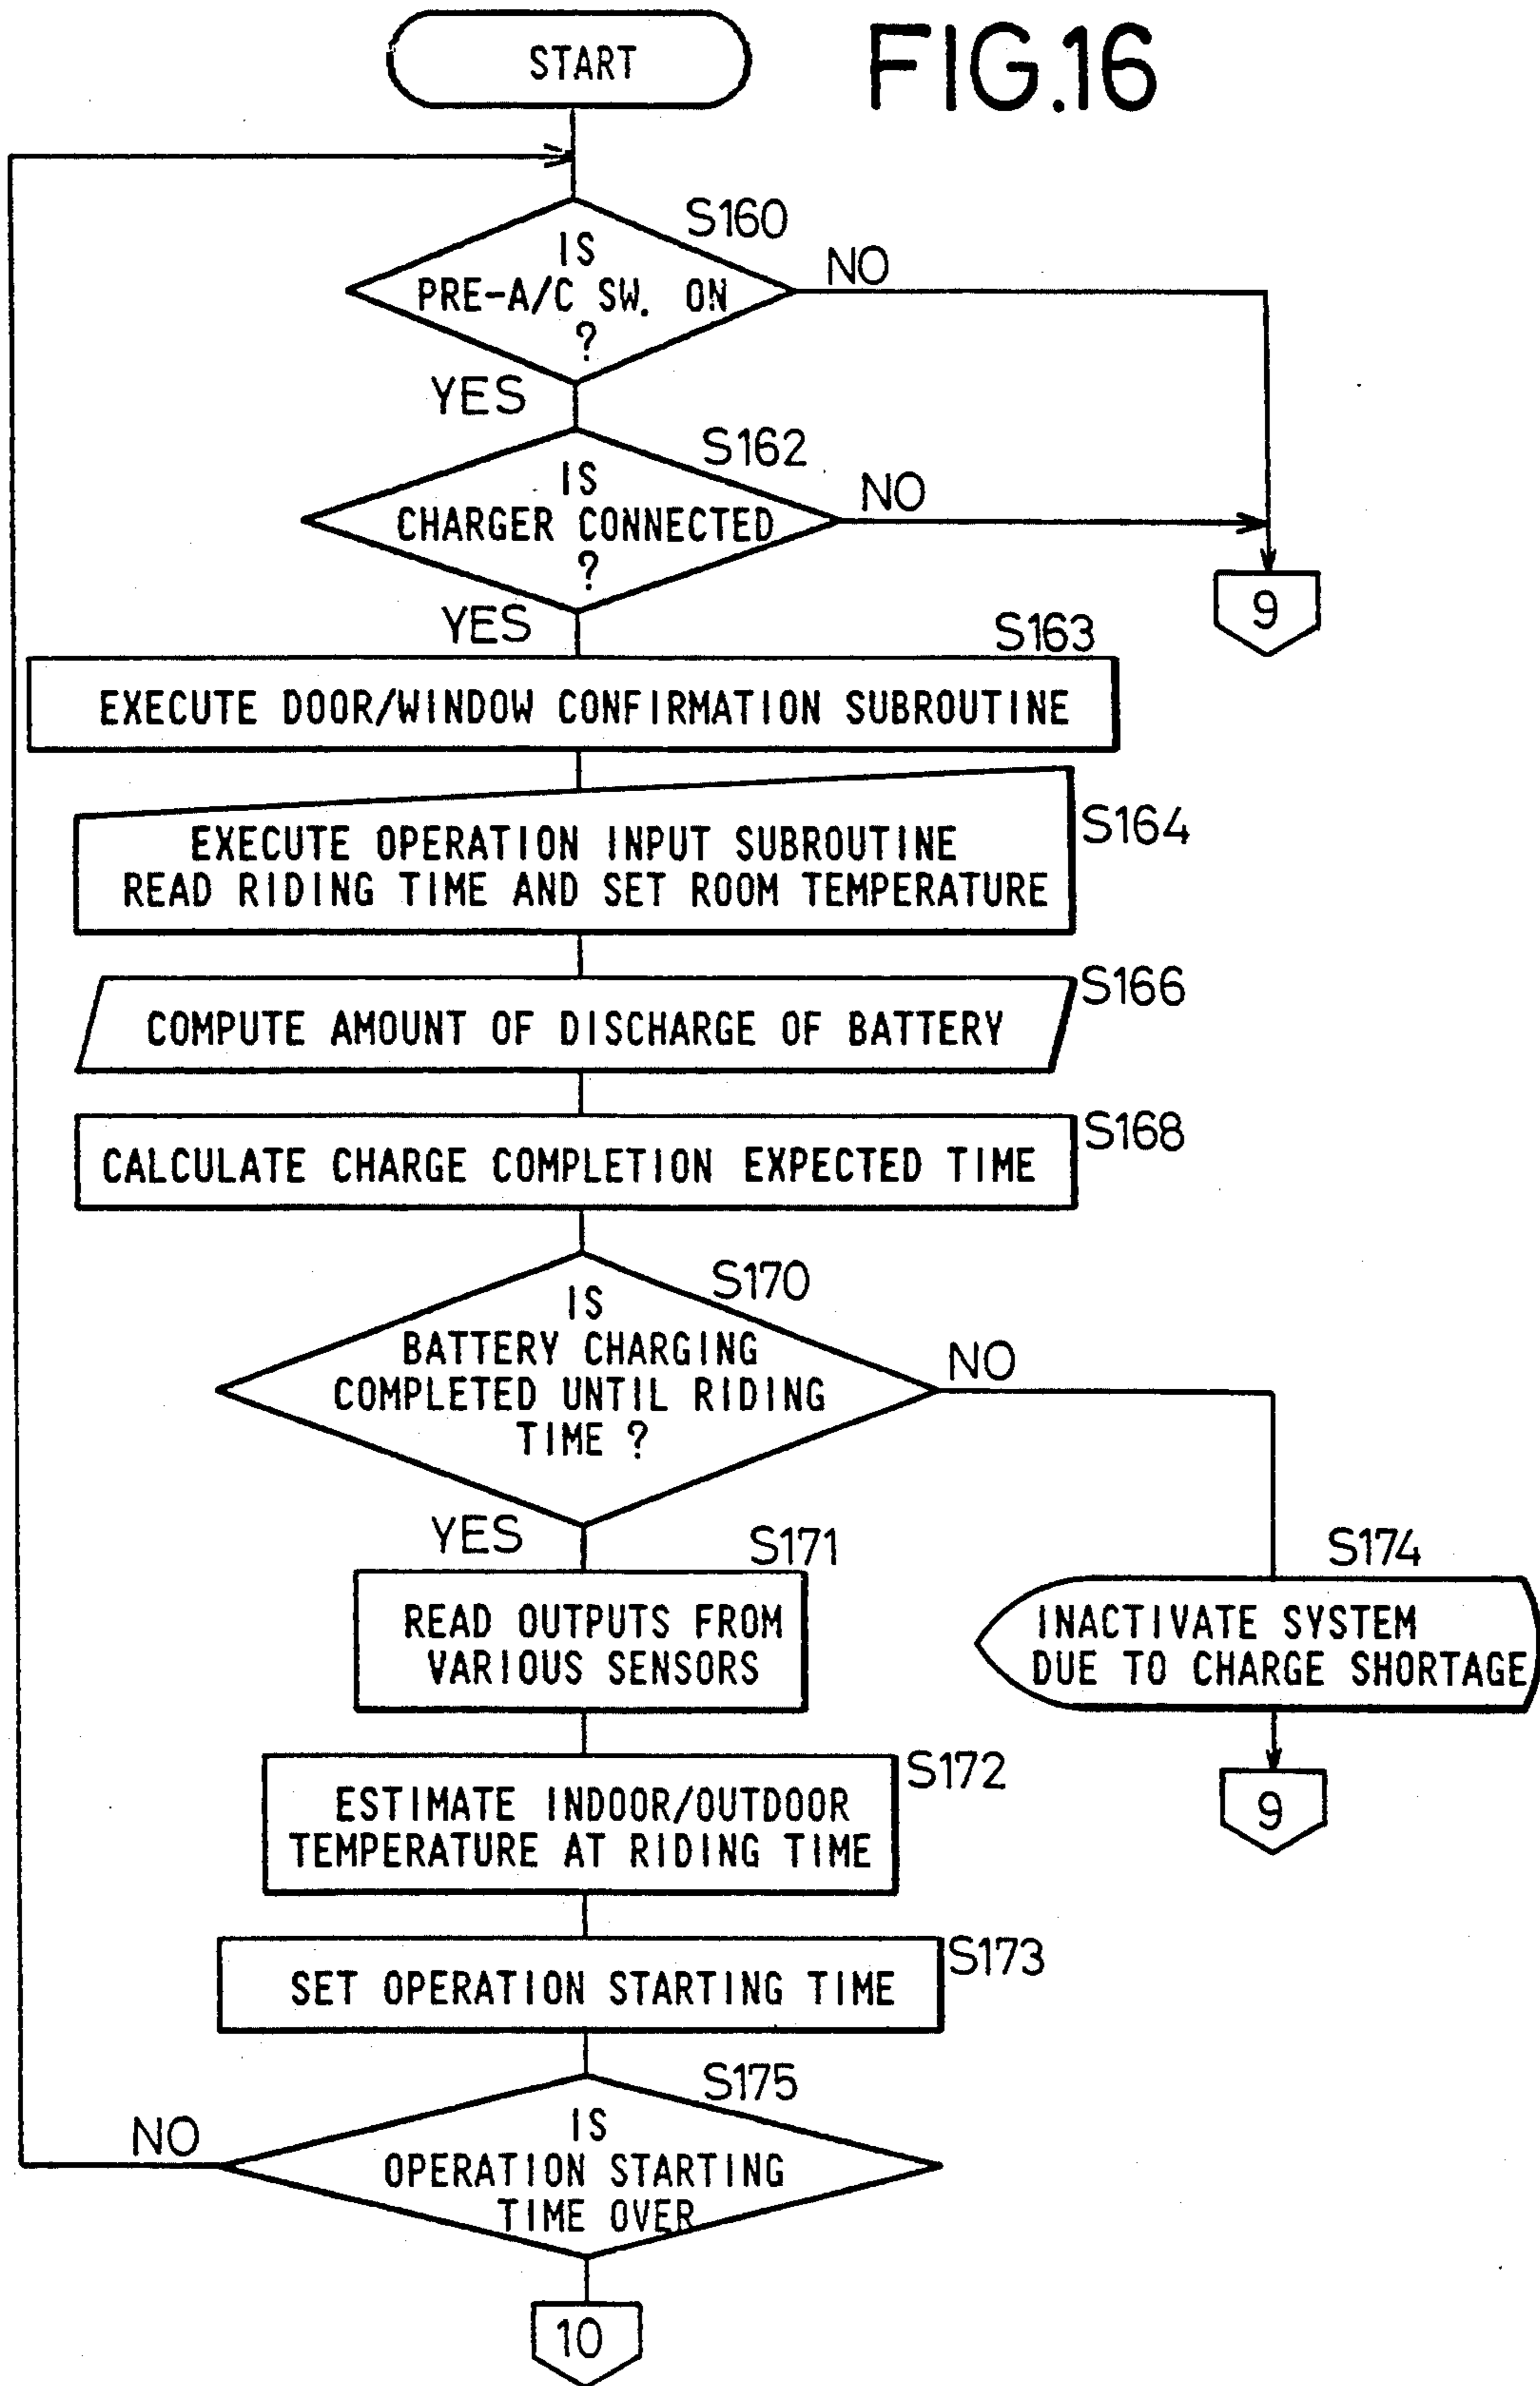 FIG.16
START
S160
IS
PRE-A/C SW. ON
?
NO
YES
S162
IS
CHARGER CONNECTED
?
NO
9
YES
S163
EXECUTE DOOR/WINDOW CONFIRMATION SUBROUTINE
S164
EXECUTE OPERATION INPUT SUBROUTINE
READ RIDING TIME AND SET ROOM TEMPERATURE
S166
COMPUTE AMOUNT OF DISCHARGE OF BATTERY
S168
CALCULATE CHARGE COMPLETION EXPECTED TIME
S170
IS
BATTERY CHARGING
COMPLETED UNTIL RIDING
TIME ?
NO
YES
S171
READ OUTPUTS FROM
VARIOUS SENSORS
S174
INACTIVATE SYSTEM
DUE TO CHARGE SHORTAGE
9
S172
ESTIMATE INDOOR/OUTDOOR
TEMPERATURE AT RIDING TIME
S173
SET OPERATION STARTING TIME
S175
IS
OPERATION STARTING
TIME OVER
NO
10